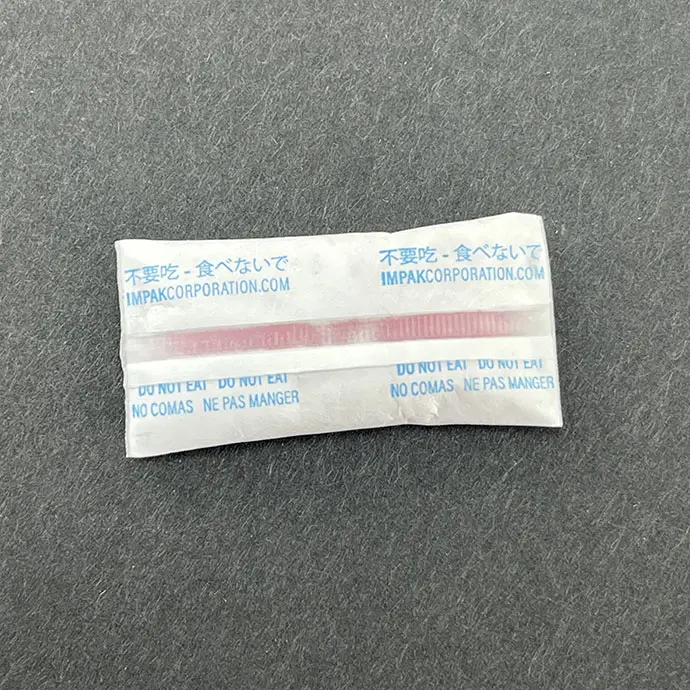 不要吃 - 食べないで
IMPAKCORPORATION.COM
不要吃 - 食べないで
IMPAKCORPORATION.COM
DO NOT EAT DO NOT EAT
NO COMAS NE PAS MANGER
DO NOT EAT DO NOT EAT
NO COMAS NE PAS MANGER